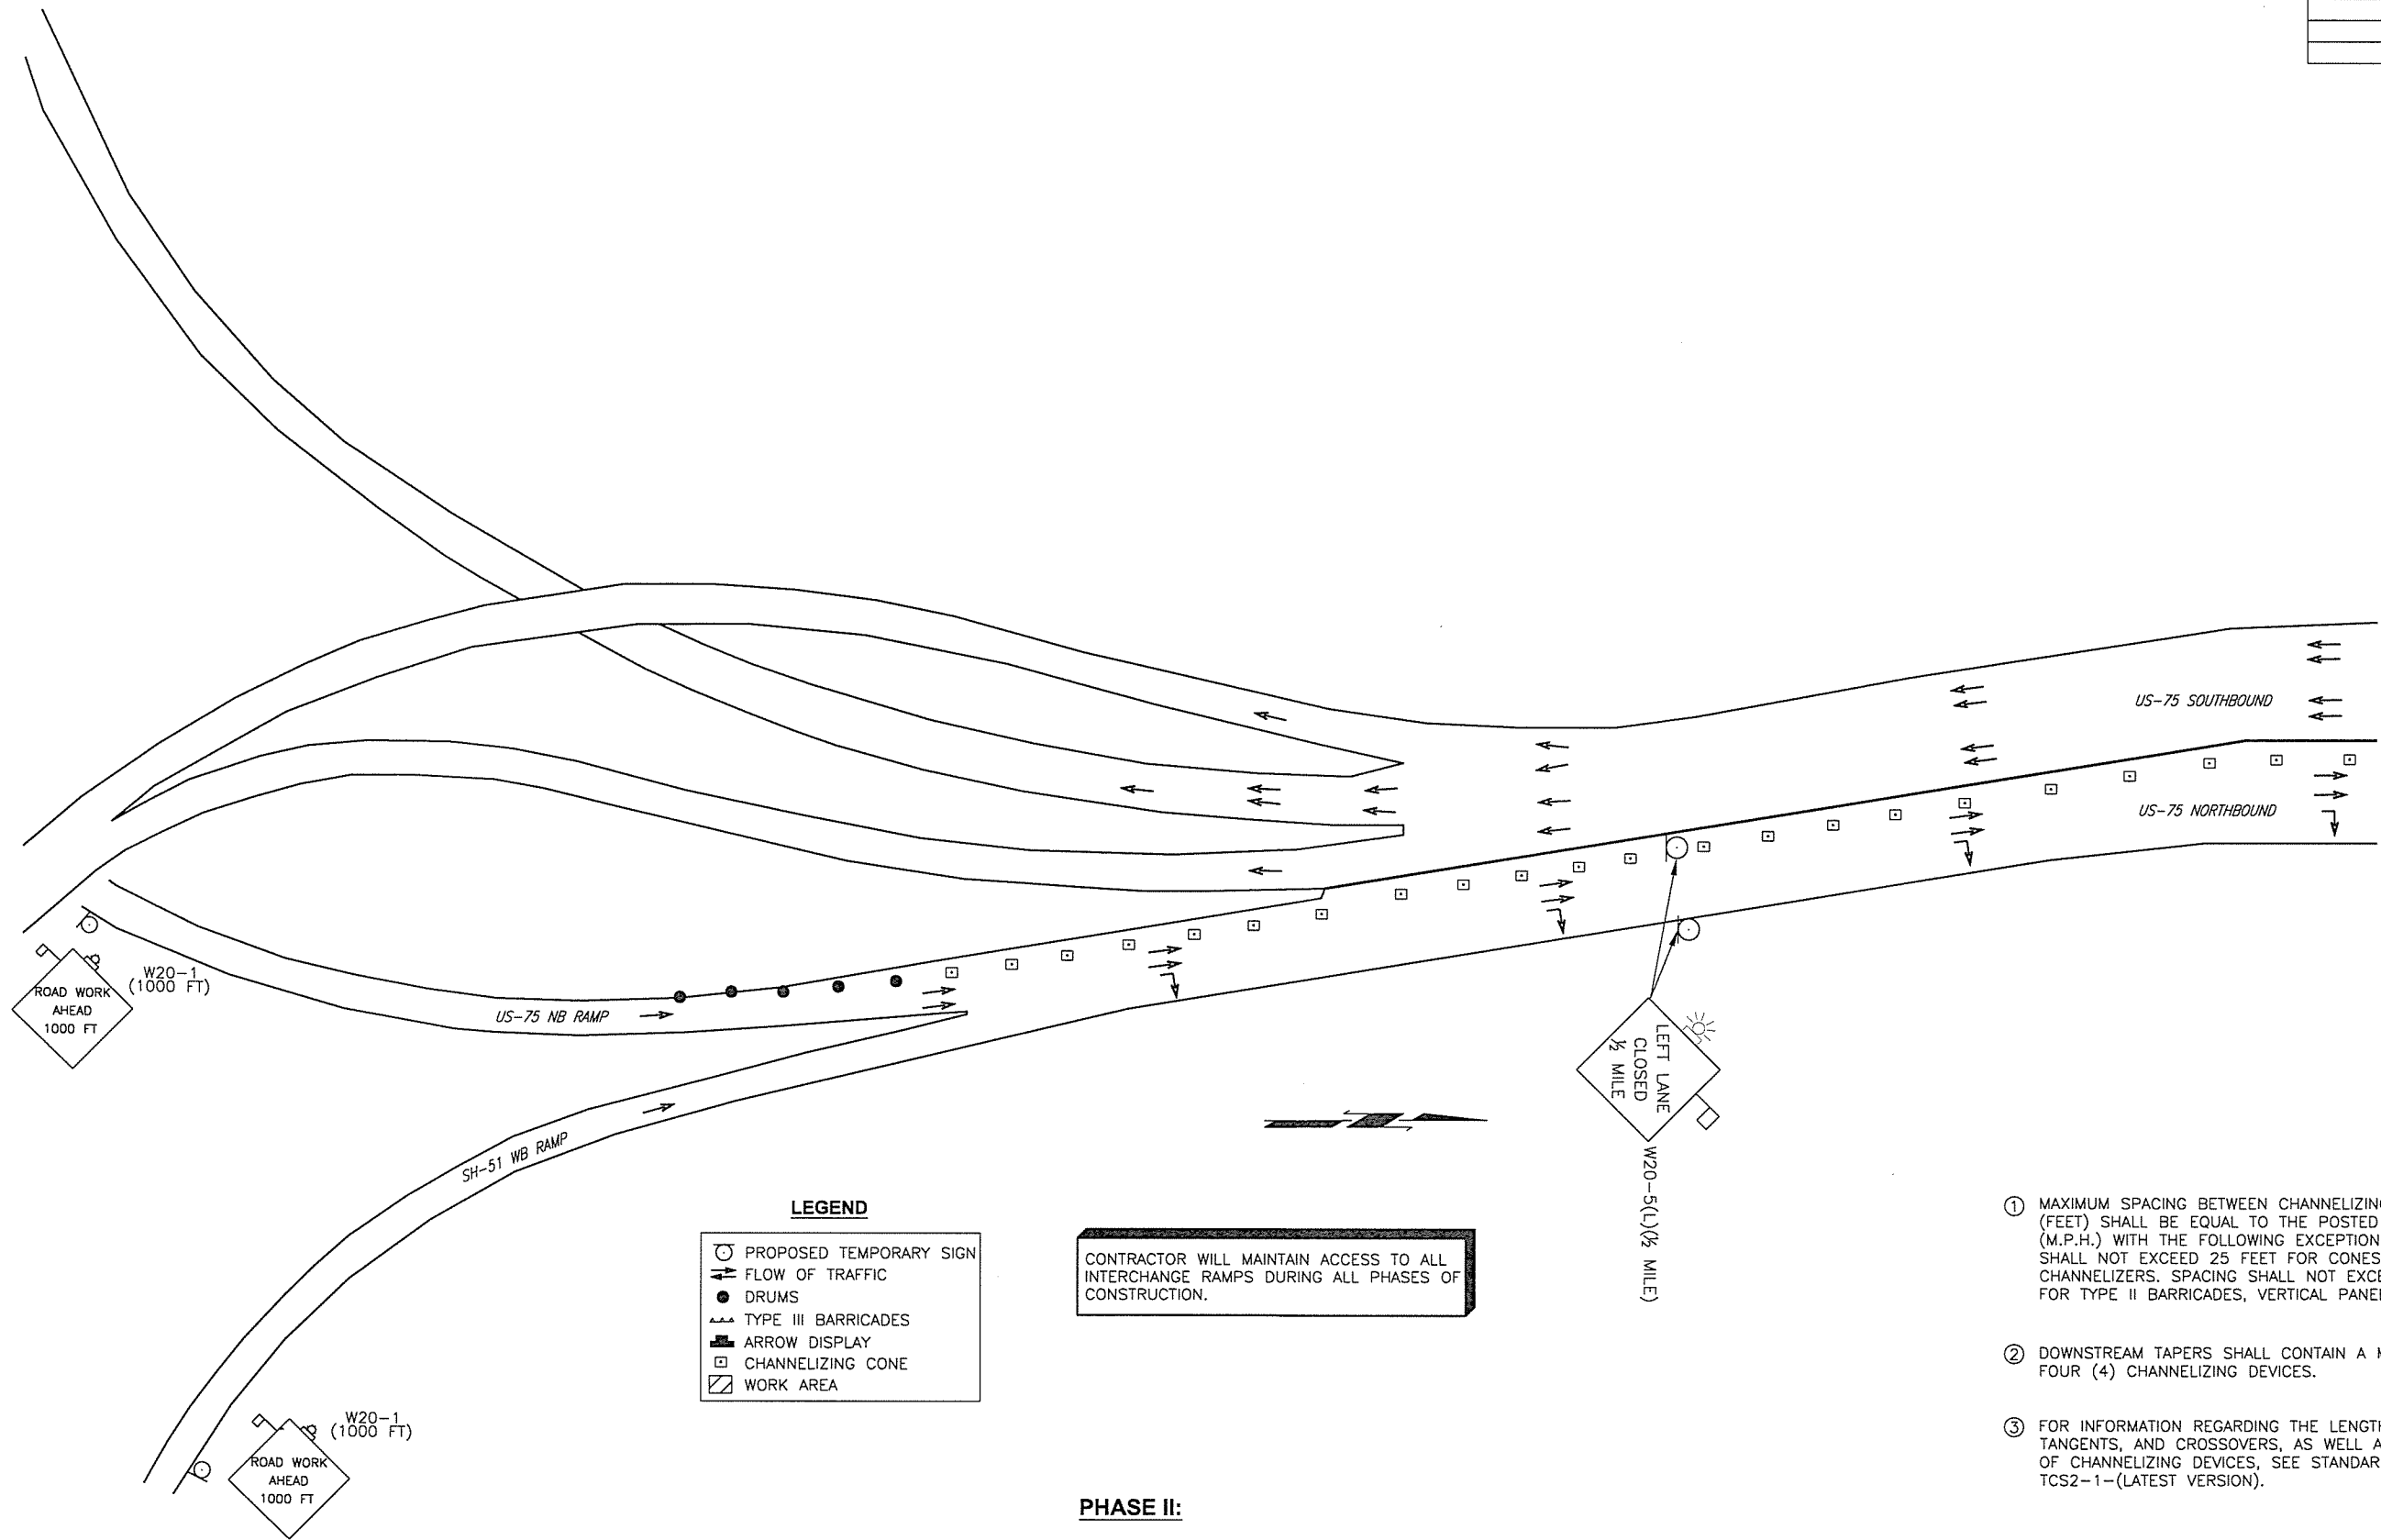 US-75 SOUTHBOUND
US-75 NORTHBOUND
W20-1
(1000 FT)
ROAD WORK
AHEAD
1000 FT
US-75 NB RAMP
LEFT LANE
CLOSED
½ MILE
W20-5(L)(½ MILE)
SH-51 WB RAMP
LEGEND
PROPOSED TEMPORARY SIGN
FLOW OF TRAFFIC
DRUMS
TYPE III BARRICADES
ARROW DISPLAY
CHANNELIZING CONE
WORK AREA
CONTRACTOR WILL MAINTAIN ACCESS TO ALL
INTERCHANGE RAMPS DURING ALL PHASES OF
CONSTRUCTION.
① MAXIMUM SPACING BETWEEN CHANNELIZING
(FEET) SHALL BE EQUAL TO THE POSTED
(M.P.H.) WITH THE FOLLOWING EXCEPTION
SHALL NOT EXCEED 25 FEET FOR CONES
CHANNELIZERS. SPACING SHALL NOT EXCE
FOR TYPE II BARRICADES, VERTICAL PANE
② DOWNSTREAM TAPERS SHALL CONTAIN A
FOUR (4) CHANNELIZING DEVICES.
③ FOR INFORMATION REGARDING THE LENGTH
TANGENTS, AND CROSSOVERS, AS WELL A
OF CHANNELIZING DEVICES, SEE STANDAR
TCS2-1-(LATEST VERSION).
W20-1
(1000 FT)
ROAD WORK
AHEAD
1000 FT
PHASE II: